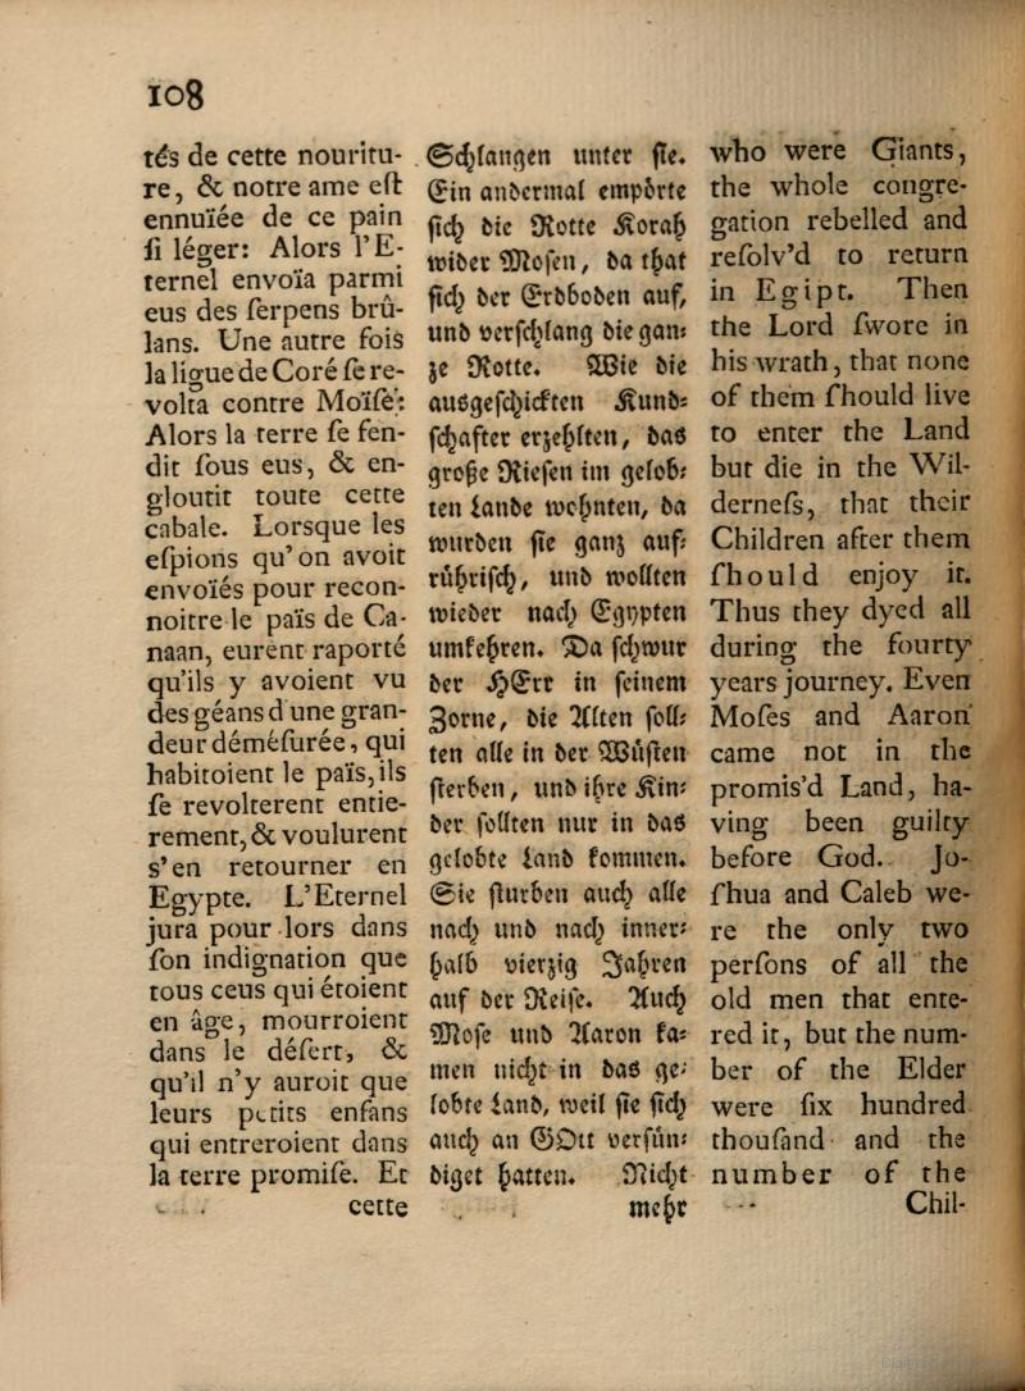 108
tés de cette nouritu-
re, & notre ame eſt
ennuïée de ce pain
ſi léger: Alors l'E-
ternel envoïa parmi
eus des ſerpens brû-
lans. Une autre fois
la ligue de Coré ſe re-
volta contre Moïſe:
Alors la terre ſe fen-
dit ſous eus, & en-
gloutit toute cette
cabale. Lorsque les
eſpions qu'on avoit
envoïés pour recon-
noitre le païs de Ca-
naan, eurent raporté
qu'ils y avoient vu
des géans d'une gran-
deur déméſurée, qui
habitoient le païs, ils
ſe revolterent entie-
rement, & voulurent
s'en retourner en
Egypte. L'Eternel
jura pour lors dans
ſon indignation que
tous ceus qui étoient
en âge, mourroient
dans le déſert, &
qu'il n'y auroit que
leurs petits enfans
qui entreroient dans
la terre promiſe. Et
cette
Schlangen unter ſie.
Ein andermal empörte
ſich die Rotte Korah
wider Moſen, da that
ſich der Erdboden auf,
und verſchlang die gan⸗
ze Rotte. Wie die
ausgeſchickten Kund⸗
ſchafter erzehlten, das
große Rieſen im gelob⸗
ten Lande wohnten, da
wurden ſie ganz auf⸗
rühriſch, und wollten
wieder nach Egypten
umkehren. Da ſchwur
der HErr in ſeinem
Zorne, die Alten ſoll⸗
ten alle in der Wüſten
ſterben, und ihre Kin⸗
der ſollten nur in das
gelobte Land kommen.
Sie ſturben auch alle
nach und nach inner⸗
halb vierzig Jahren
auf der Reiſe. Auch
Moſe und Aaron ka⸗
men nicht in das ge⸗
lobte Land, weil ſie ſich
auch an GOtt verſün⸗
diget hatten. Nicht
mehr
who were Giants,
the whole congre-
gation rebelled and
reſolv'd to return
in Egipt. Then
the Lord ſwore in
his wrath, that none
of them ſhould live
to enter the Land
but die in the Wil-
derneſs, that their
Children after them
ſhould enjoy it.
Thus they dyed all
during the fourty
years journey. Even
Moſes and Aaron
came not in the
promis'd Land, ha-
ving been guilty
before God. Jo-
ſhua and Caleb we-
re the only two
perſons of all the
old men that ente-
red it, but the num-
ber of the Elder
were ſix hundred
thouſand and the
number of the
Chil-